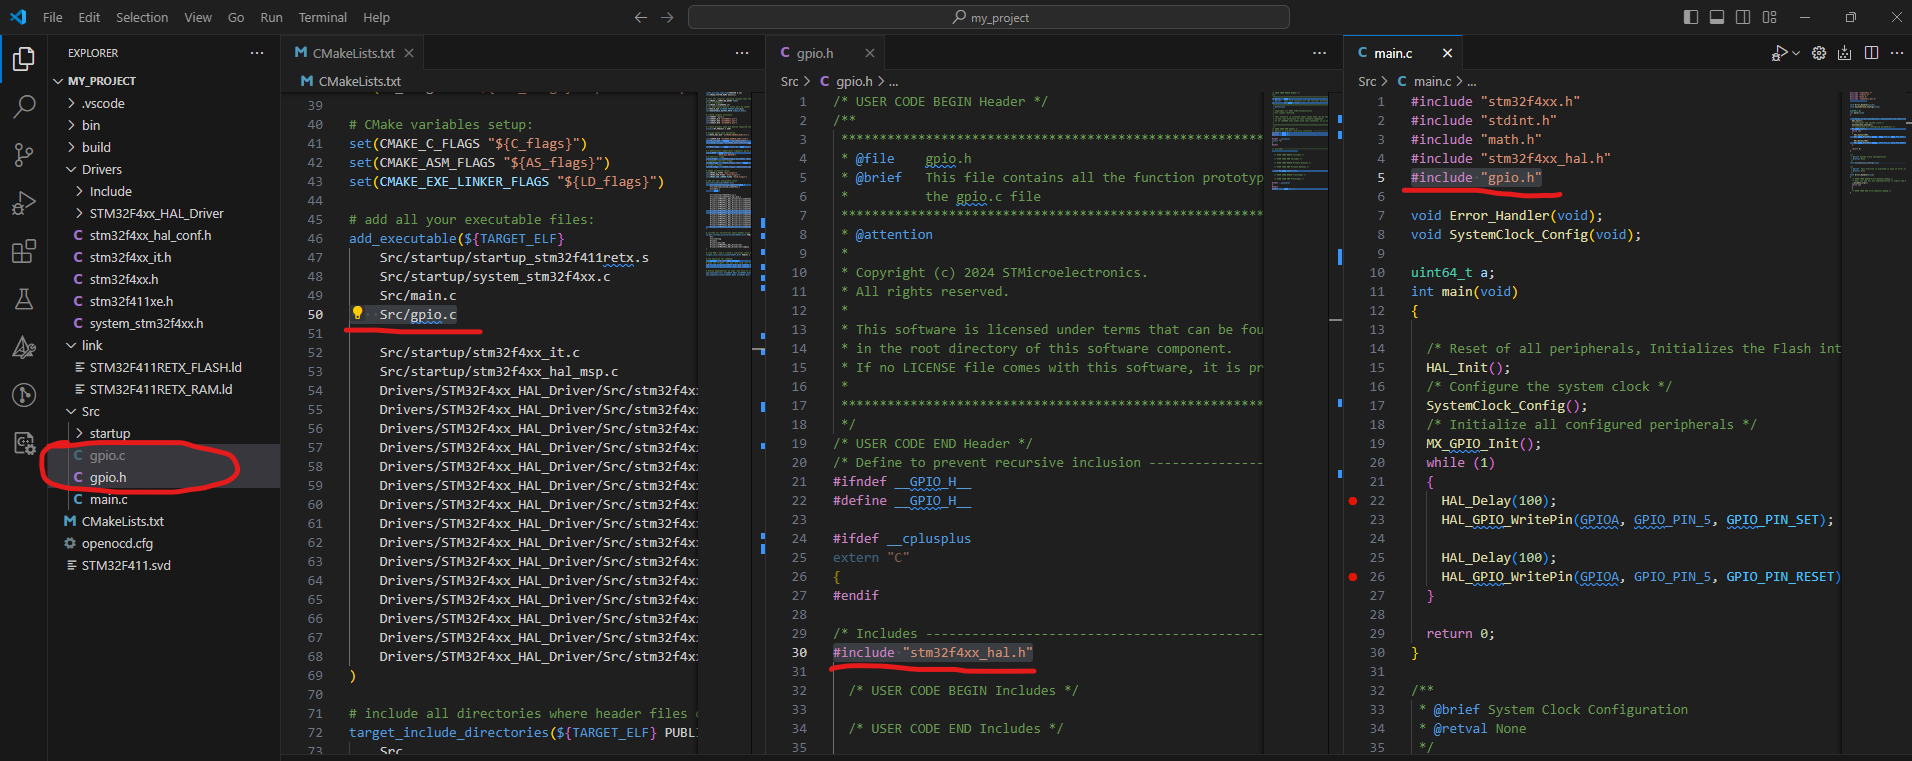 File Edit Selection View Go Run Terminal Help
my_project
EXPLORER
MY_PROJECT
.vscode
bin
build
Drivers
Include
STM32F4xx_HAL_Driver
stm32f4xx_hal_conf.h
stm32f4xx_it.h
stm32f4xx.h
stm32f411xe.h
system_stm32f4xx.h
link
STM32F411RETX_FLASH.ld
STM32F411RETX_RAM.ld
Src
startup
gpio.c
gpio.h
main.c
CMakeLists.txt
openocd.cfg
STM32F411.svd
CMakeLists.txt
CMakeLists.txt
39
40 # CMake variables setup:
41 set(CMAKE_C_FLAGS "${C_flags}")
42 set(CMAKE_ASM_FLAGS "${AS_flags}")
43 set(CMAKE_EXE_LINKER_FLAGS "${LD_flags}")
44
45 # add all your executable files:
46 add_executable(${TARGET_ELF}
47 Src/startup/startup_stm32f411retx.s
48 Src/startup/system_stm32f4xx.c
49 Src/main.c
50 Src/gpio.c
51
52 Src/startup/stm32f4xx_it.c
53 Src/startup/stm32f4xx_hal_msp.c
54 Drivers/STM32F4xx_HAL_Driver/Src/stm32f4xx
55 Drivers/STM32F4xx_HAL_Driver/Src/stm32f4xx
56 Drivers/STM32F4xx_HAL_Driver/Src/stm32f4xx
57 Drivers/STM32F4xx_HAL_Driver/Src/stm32f4xx
58 Drivers/STM32F4xx_HAL_Driver/Src/stm32f4xx
59 Drivers/STM32F4xx_HAL_Driver/Src/stm32f4xx
60 Drivers/STM32F4xx_HAL_Driver/Src/stm32f4xx
61 Drivers/STM32F4xx_HAL_Driver/Src/stm32f4xx
62 Drivers/STM32F4xx_HAL_Driver/Src/stm32f4xx
63 Drivers/STM32F4xx_HAL_Driver/Src/stm32f4xx
64 Drivers/STM32F4xx_HAL_Driver/Src/stm32f4xx
65 Drivers/STM32F4xx_HAL_Driver/Src/stm32f4xx
66 Drivers/STM32F4xx_HAL_Driver/Src/stm32f4xx
67 Drivers/STM32F4xx_HAL_Driver/Src/stm32f4xx
68 Drivers/STM32F4xx_HAL_Driver/Src/stm32f4xx
69 )
70
71 # include all directories where header files
72 target_include_directories(${TARGET_ELF} PUBLI
73 Src
gpio.h
Src > gpio.h > ...
1 /* USER CODE BEGIN Header */
2 /**
3 ********************************************************
4 * @file gpio.h
5 * @brief This file contains all the function prototyp
6 * the gpio.c file
7 ********************************************************
8 * @attention
9 *
10 * Copyright (c) 2024 STMicroelectronics.
11 * All rights reserved.
12 *
13 * This software is licensed under terms that can be fou
14 * in the root directory of this software component.
15 * If no LICENSE file comes with this software, it is pr
16 *
17 ********************************************************
18 */
19 /* USER CODE END Header */
20 /* Define to prevent recursive inclusion ---------------
21 #ifndef __GPIO_H__
22 #define __GPIO_H__
23
24 #ifdef __cplusplus
25 extern "C"
26 {
27 #endif
28
29 /* Includes --------------------------------------------
30 #include "stm32f4xx_hal.h"
31
32 /* USER CODE BEGIN Includes */
33
34 /* USER CODE END Includes */
35
main.c
Src > main.c > ...
1 #include "stm32f4xx.h"
2 #include "stdint.h"
3 #include "math.h"
4 #include "stm32f4xx_hal.h"
5 #include "gpio.h"
6
7 void Error_Handler(void);
8 void SystemClock_Config(void);
9
10 uint64_t a;
11 int main(void)
12 {
13
14 /* Reset of all peripherals, Initializes the Flash int
15 HAL_Init();
16 /* Configure the system clock */
17 SystemClock_Config();
18 /* Initialize all configured peripherals */
19 MX_GPIO_Init();
20 while (1)
21 {
22 HAL_Delay(100);
23 HAL_GPIO_WritePin(GPIOA, GPIO_PIN_5, GPIO_PIN_SET);
24
25 HAL_Delay(100);
26 HAL_GPIO_WritePin(GPIOA, GPIO_PIN_5, GPIO_PIN_RESET)
27 }
28
29 return 0;
30 }
31
32 /**
33 * @brief System Clock Configuration
34 * @retval None
35 */